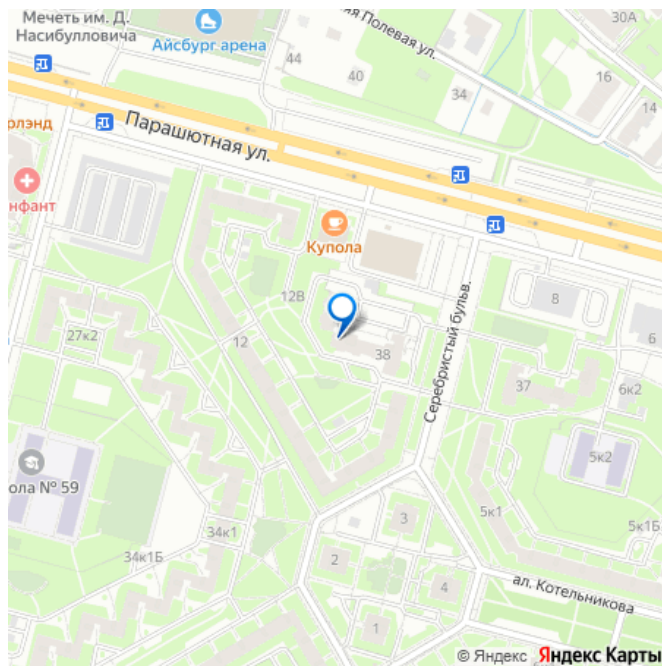 Мечеть им. Д.
Насибулловича
Айсбург арена
44
40
ая Полевая ул.
34
30А
16
14
орлэнд
Парашютная ул.
нфант
Купола
12В
12
38
27к2
Серебристый бульв.
8
6
37
6к2
5к2
5к1
5к1Б
ола № 59
34к1
34к1Б
3
2
4
1
ал. Котельникова
© Яндекс Яндекс Карты